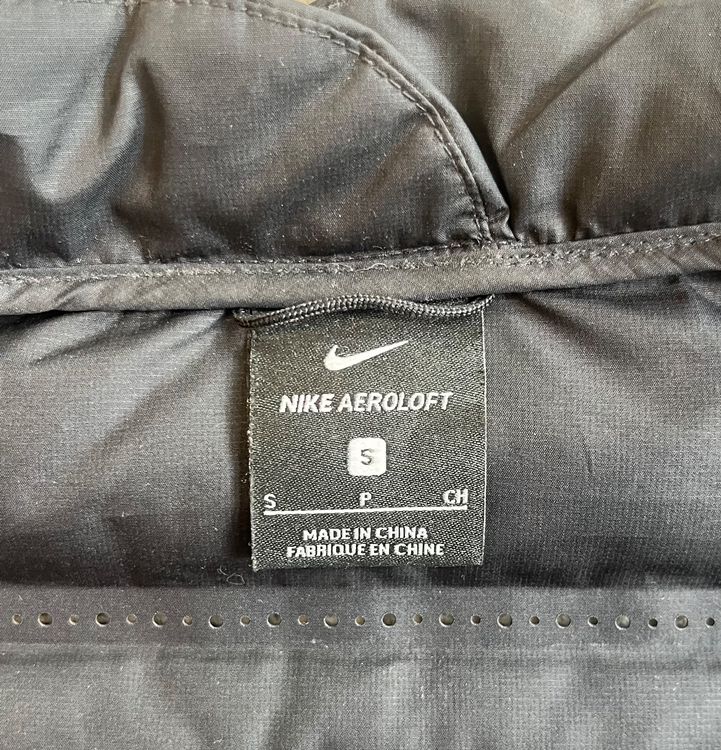 NIKE AEROLOFT
S
S P CH
MADE IN CHINA
FABRIQUE EN CHINE